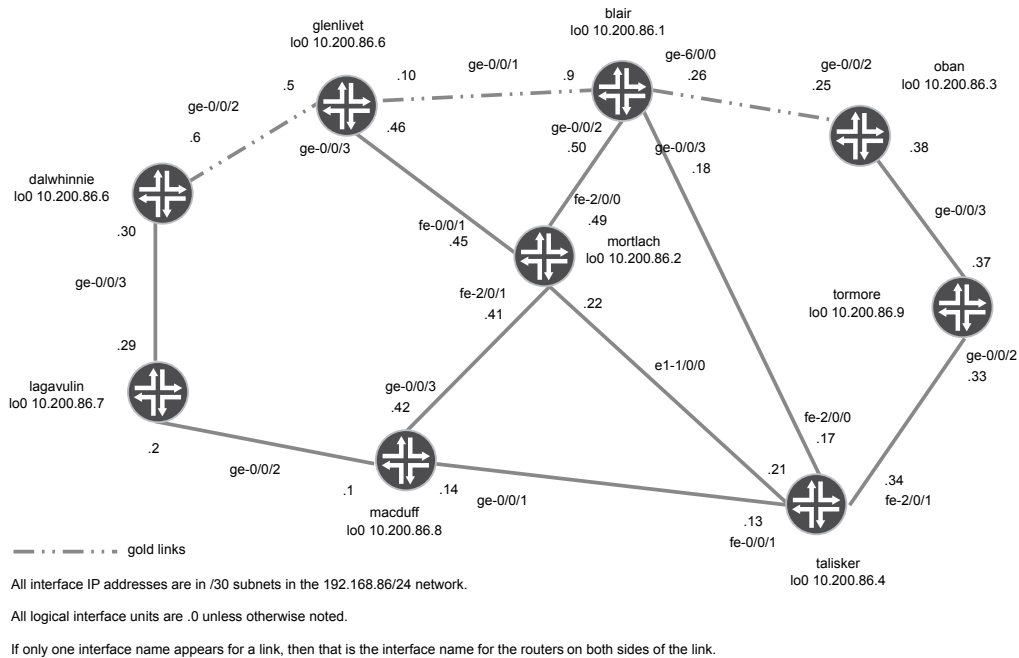 glenlivet
lo0 10.200.86.6
blair
lo0 10.200.86.1
oban
lo0 10.200.86.3
.5
.10
ge-0/0/1
.9
ge-6/0/0
.26
ge-0/0/2
.25
ge-0/0/2
.6
.46
ge-0/0/3
ge-0/0/2
.50
ge-0/0/3
.18
.38
dalwhinnie
lo0 10.200.86.6
.30
fe-0/0/1
.45
fe-2/0/0
.49
mortlach
lo0 10.200.86.2
ge-0/0/3
.37
tormore
lo0 10.200.86.9
ge-0/0/3
fe-2/0/1
.41
.22
.29
ge-0/0/2
.33
lagavulin
lo0 10.200.86.7
e1-1/0/0
ge-0/0/3
.42
fe-2/0/0
.17
.2
ge-0/0/2
.1
.14
ge-0/0/1
.21
.34
fe-2/0/1
macduff
lo0 10.200.86.8
.13
fe-0/0/1
talisker
lo0 10.200.86.4
gold links
All interface IP addresses are in /30 subnets in the 192.168.86/24 network.
All logical interface units are .0 unless otherwise noted.
If only one interface name appears for a link, then that is the interface name for the routers on both sides of the link.